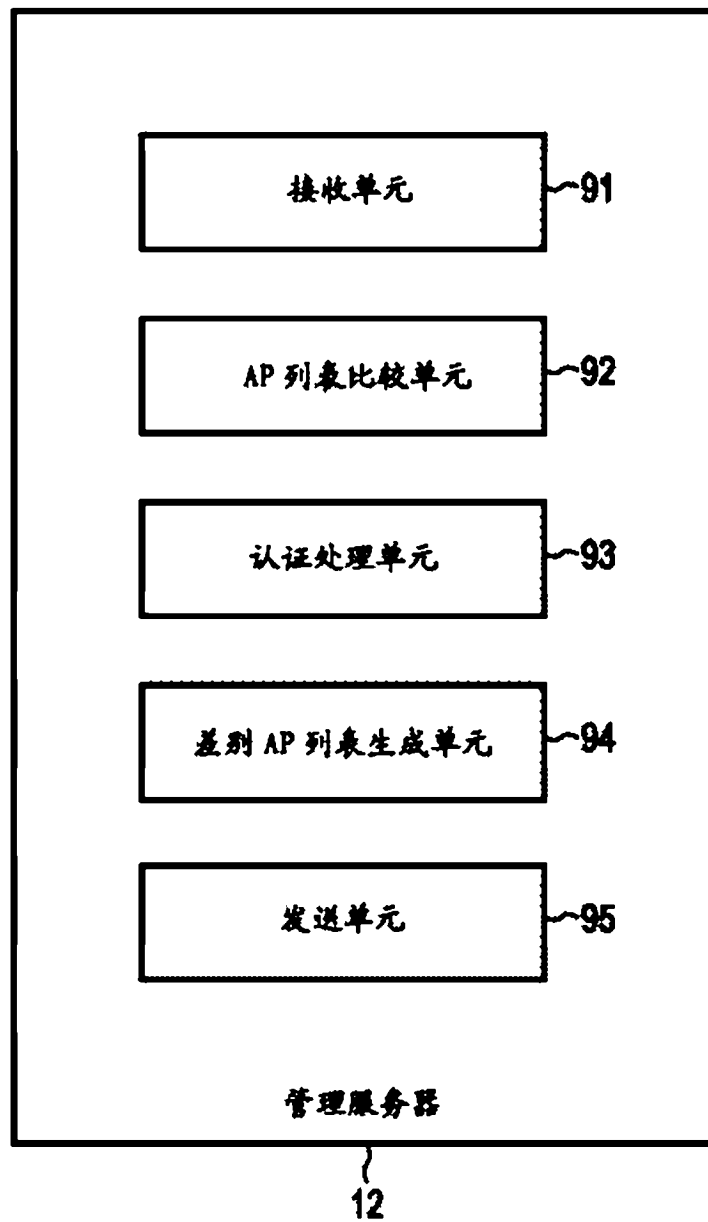 接收单元 91
AP 列表比较单元 92
认证处理单元 93
差别 AP 列表生成单元 94
发送单元 95
管理服务器
12